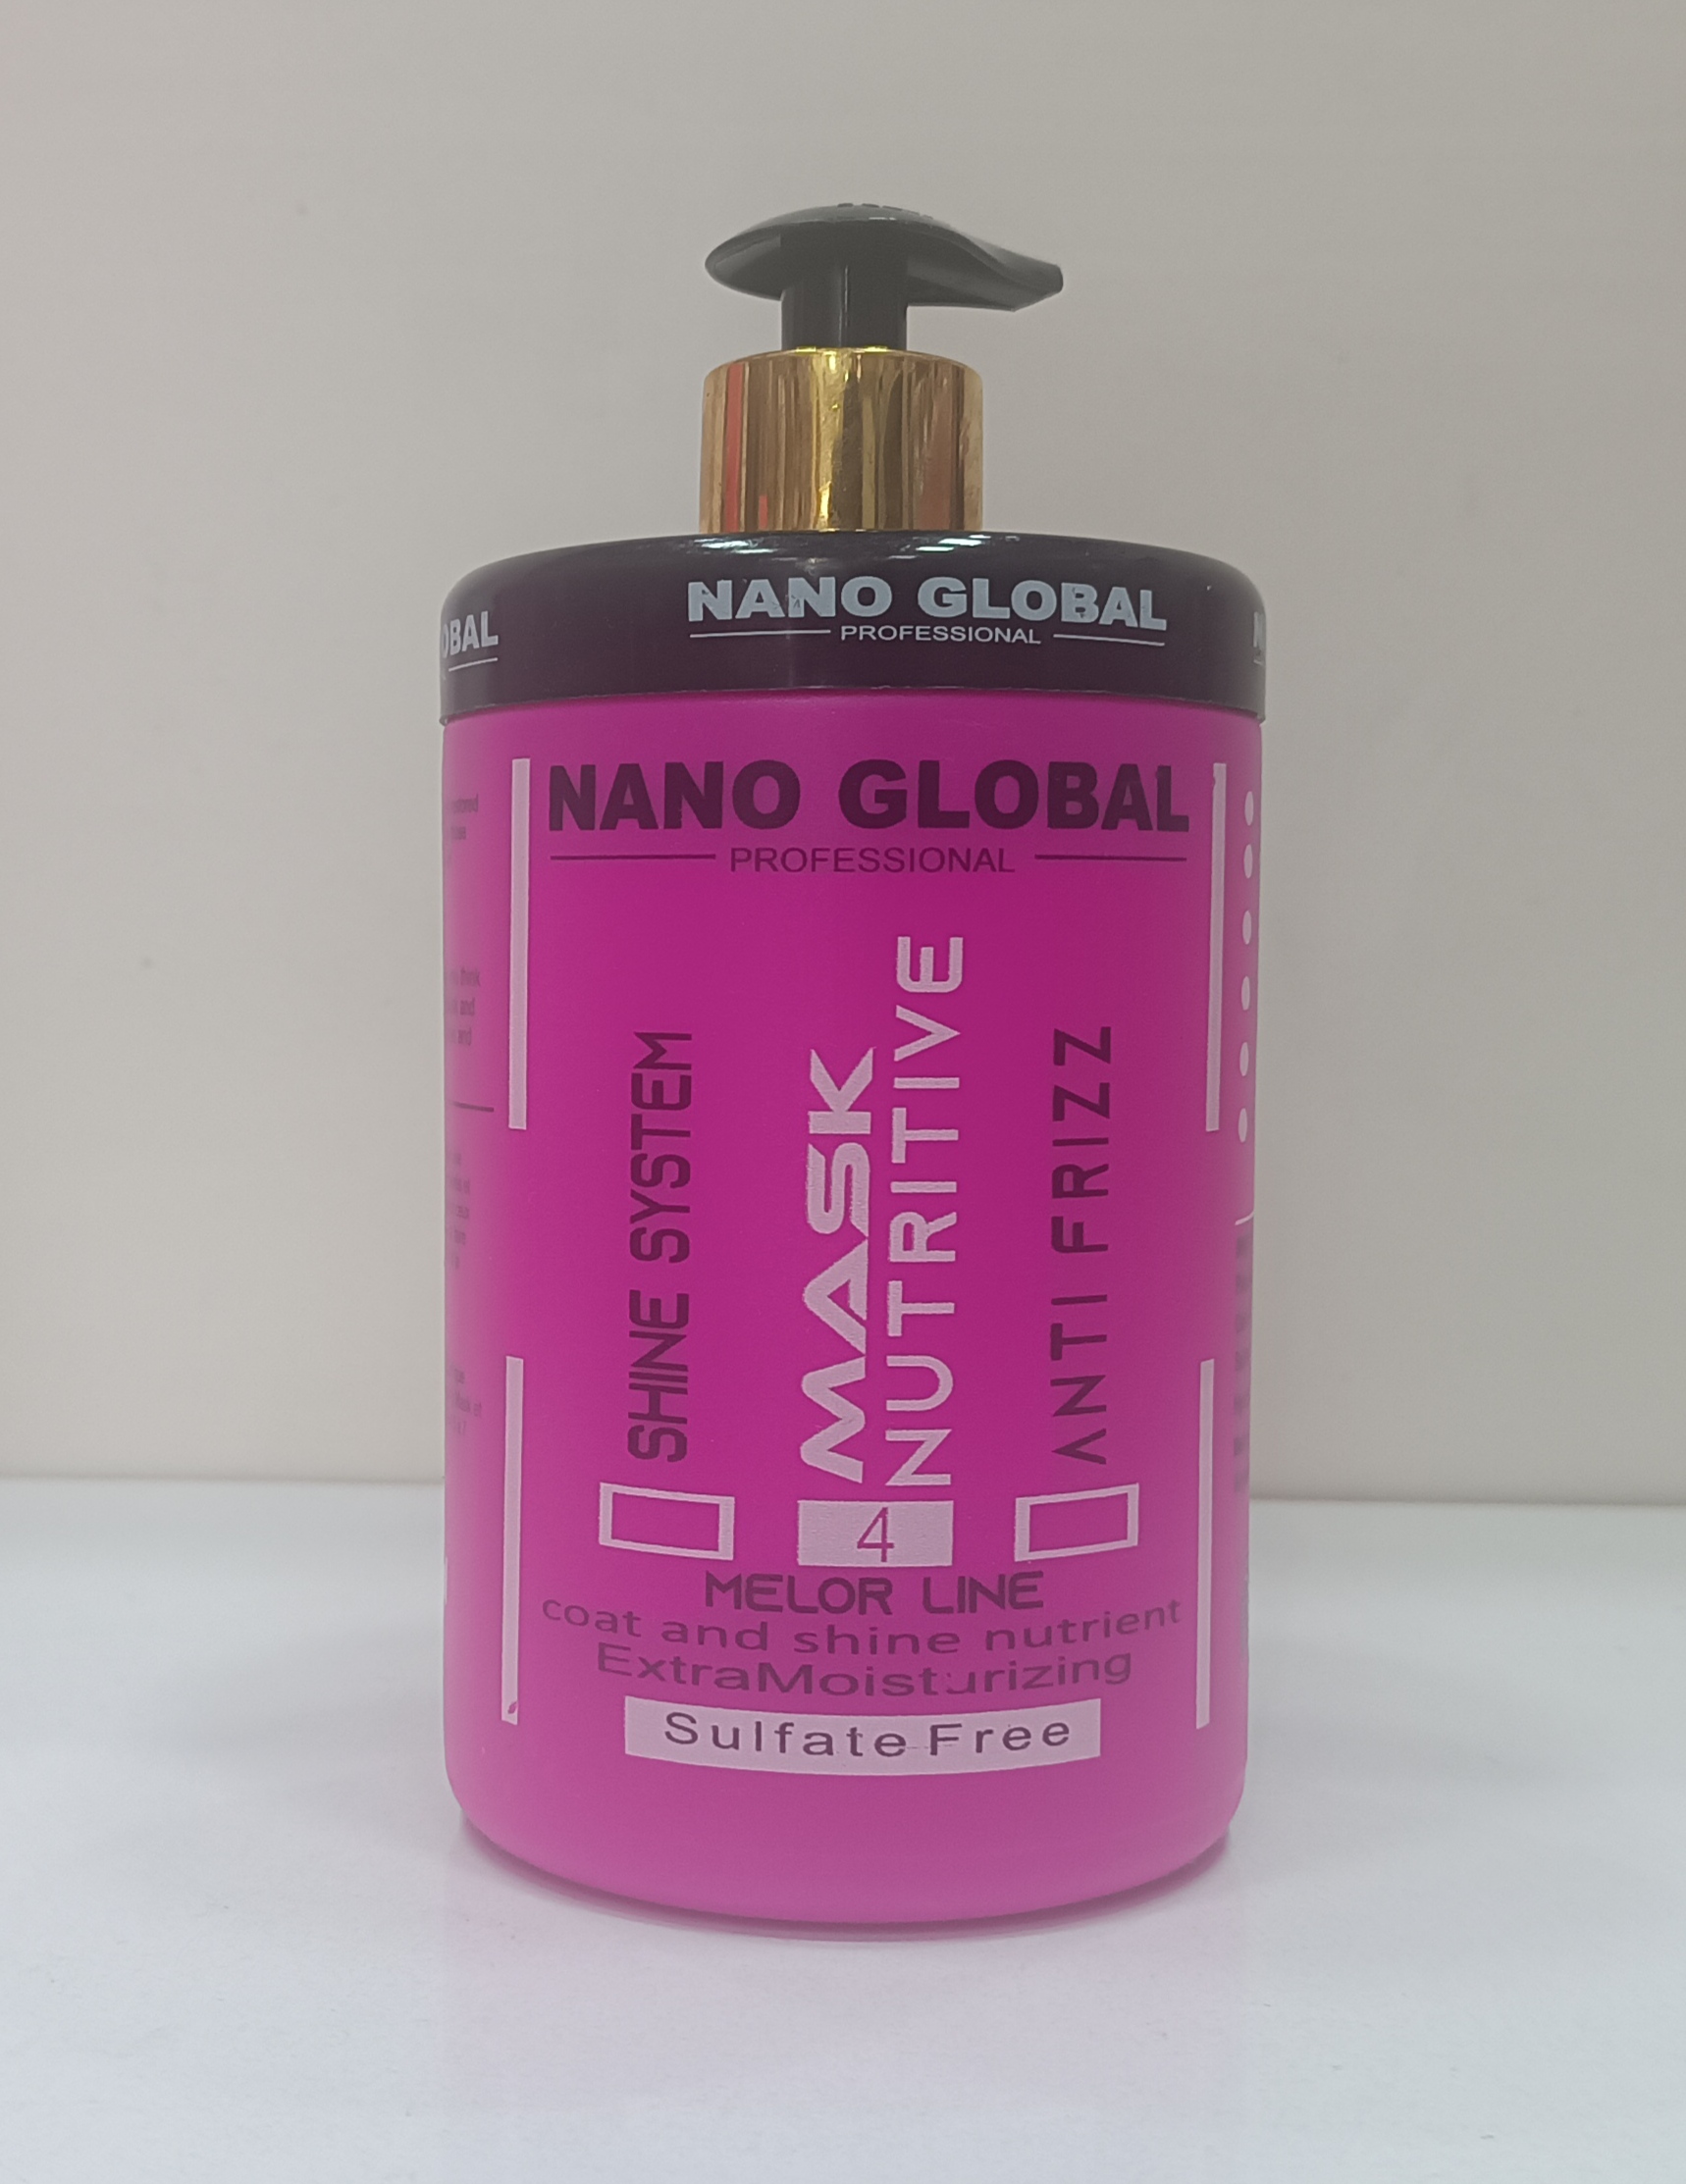 NANO GLOBAL
PROFESSIONAL
OBAL
NANO GLOBAL
PROFESSIONAL
SHINE SYSTEM
MASK
NUTRITIVE
ANTI FRIZZ
4
MELOR LINE
coat and shine nutrient
ExtraMoisturizing
Sulfate Free